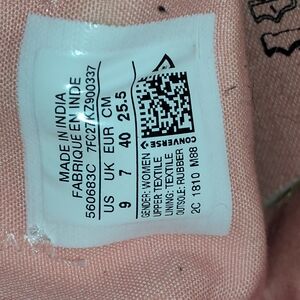 MADE IN INDIA
FABRIQUE EN INDE
560683C 7FC27KZ900337
US UK EUR CM
9 7 40 25.5
CONVERSE
GENDER: WOMEN
UPPER: TEXTILE
LINING: TEXTILE
OUTSOLE: RUBBER
2C 1810 MI88